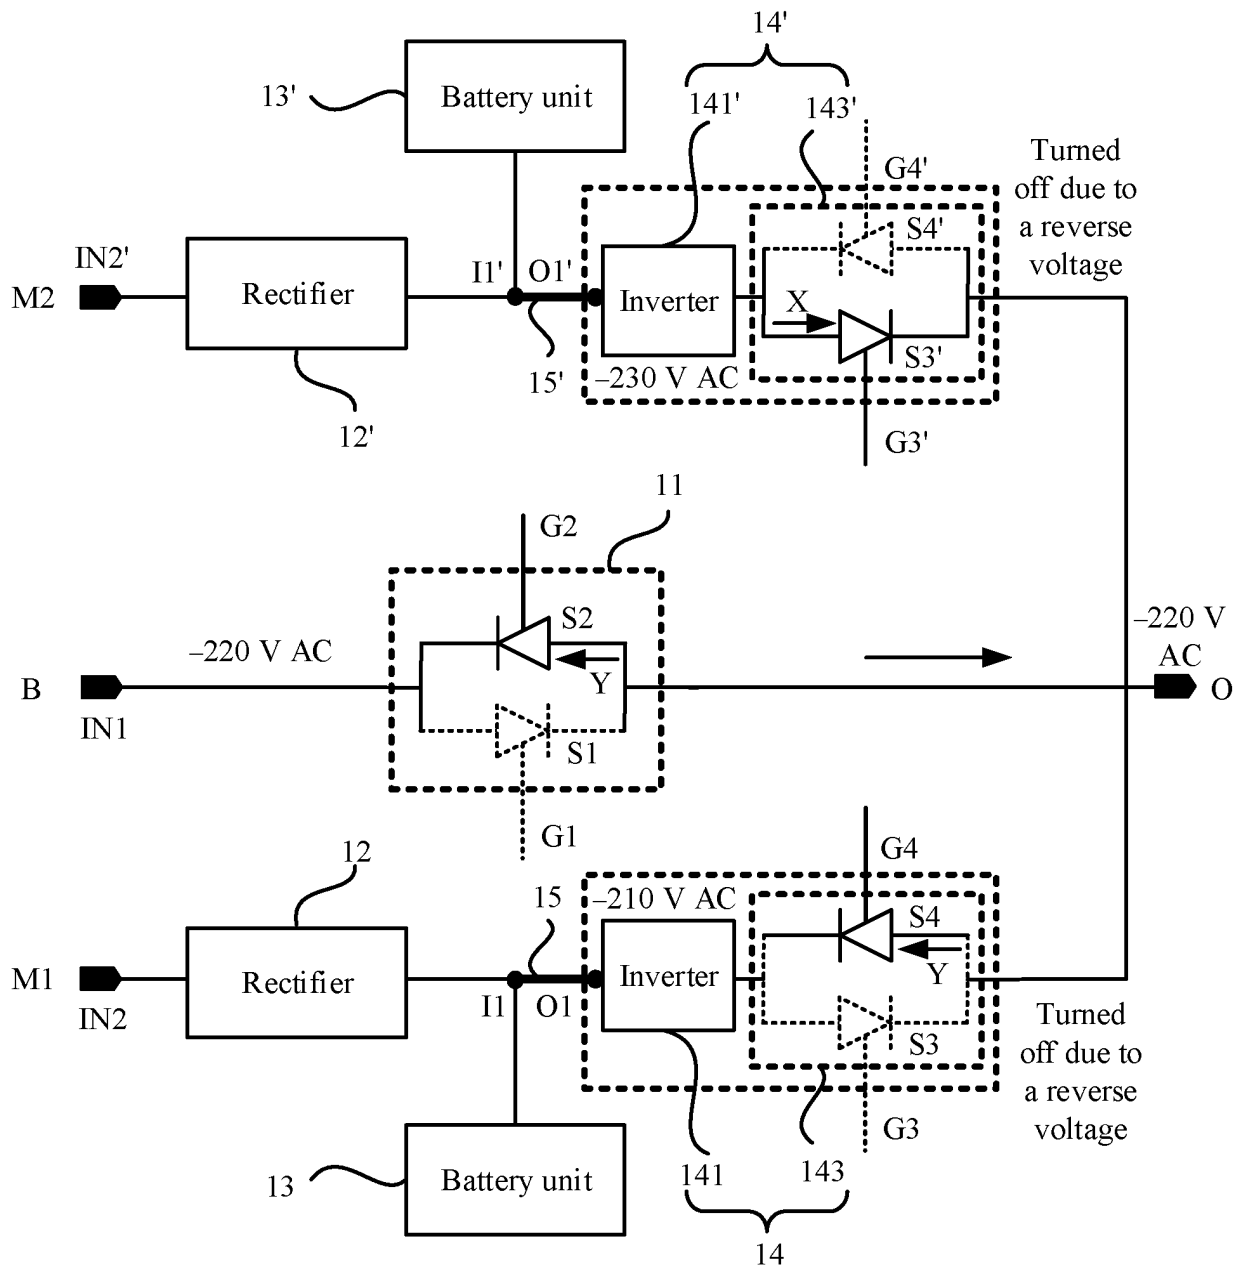 14'
13'
Battery unit
141'
143'
G4'
Turned
off due to
a reverse
voltage
S4'
IN2'
M2
Rectifier
I1'
O1'
Inverter
X
S3'
15'
–230 V AC
12'
G3'
11
G2
S2
–220 V AC
Y
–220 V
AC
B
IN1
O
S1
G1
12
G4
15
–210 V AC
S4
M1
IN2
Rectifier
I1
O1
Inverter
Y
S3
Turned
off due to
a reverse
voltage
G3
13
Battery unit
141
143
14